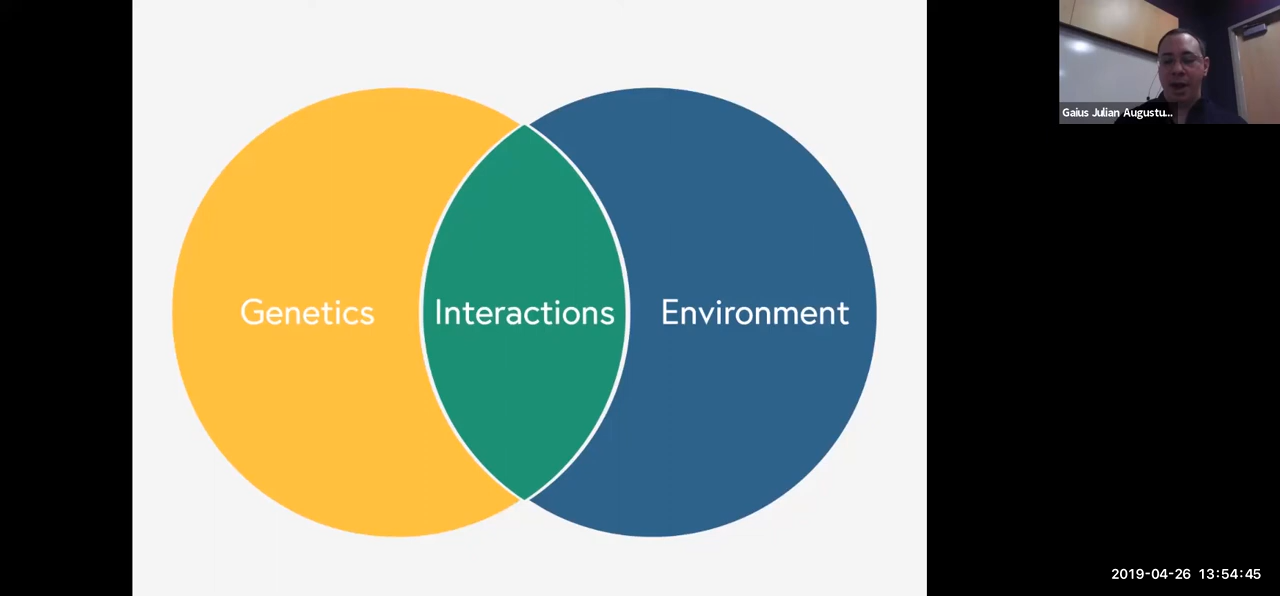 Genetics
Interactions
Environment
Gaius Julian Augustu...
2019-04-26 13:54:45